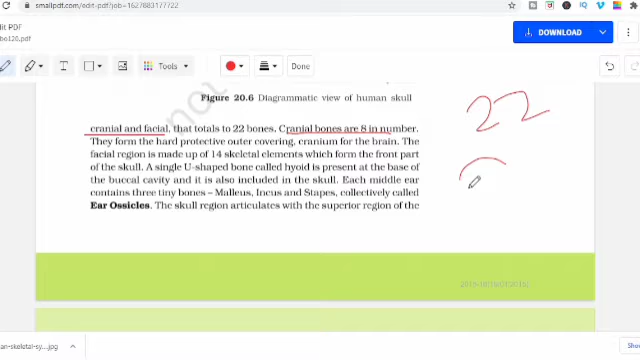 smallpdf.com/edit-pdf/#job=1627883177722
dit PDF
bo126.pdf
DOWNLOAD
Tools
Done
Figure 20.6 Diagrammatic view of human skull
cranial and facial, that totals to 22 bones. Cranial bones are 8 in number.
They form the hard protective outer covering, cranium for the brain. The
facial region is made up of 14 skeletal elements which form the front part
of the skull. A single U-shaped bone called hyoid is present at the base of
the buccal cavity and it is also included in the skull. Each middle ear
contains three tiny bones – Malleus, Incus and Stapes, collectively called
Ear Ossicles. The skull region articulates with the superior region of the
22
not
an-skeletal-sy....jpg
Sho